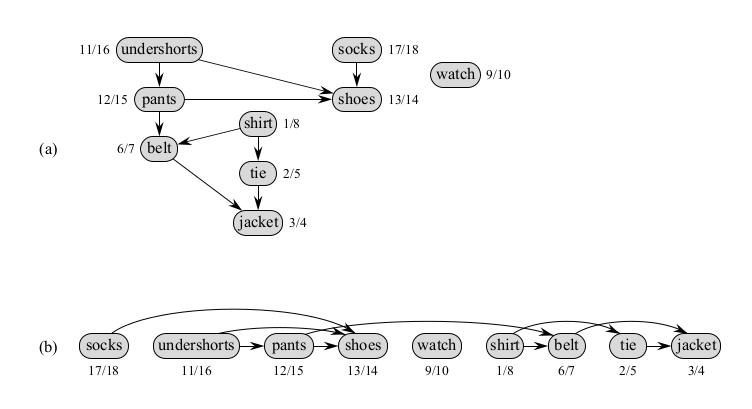 11/16 undershorts socks 17/18
watch 9/10
12/15 pants shoes 13/14
shirt 1/8
(a) 6/7 belt
tie 2/5
jacket 3/4
(b) socks undershorts pants shoes watch shirt belt tie jacket
17/18 11/16 12/15 13/14 9/10 1/8 6/7 2/5 3/4